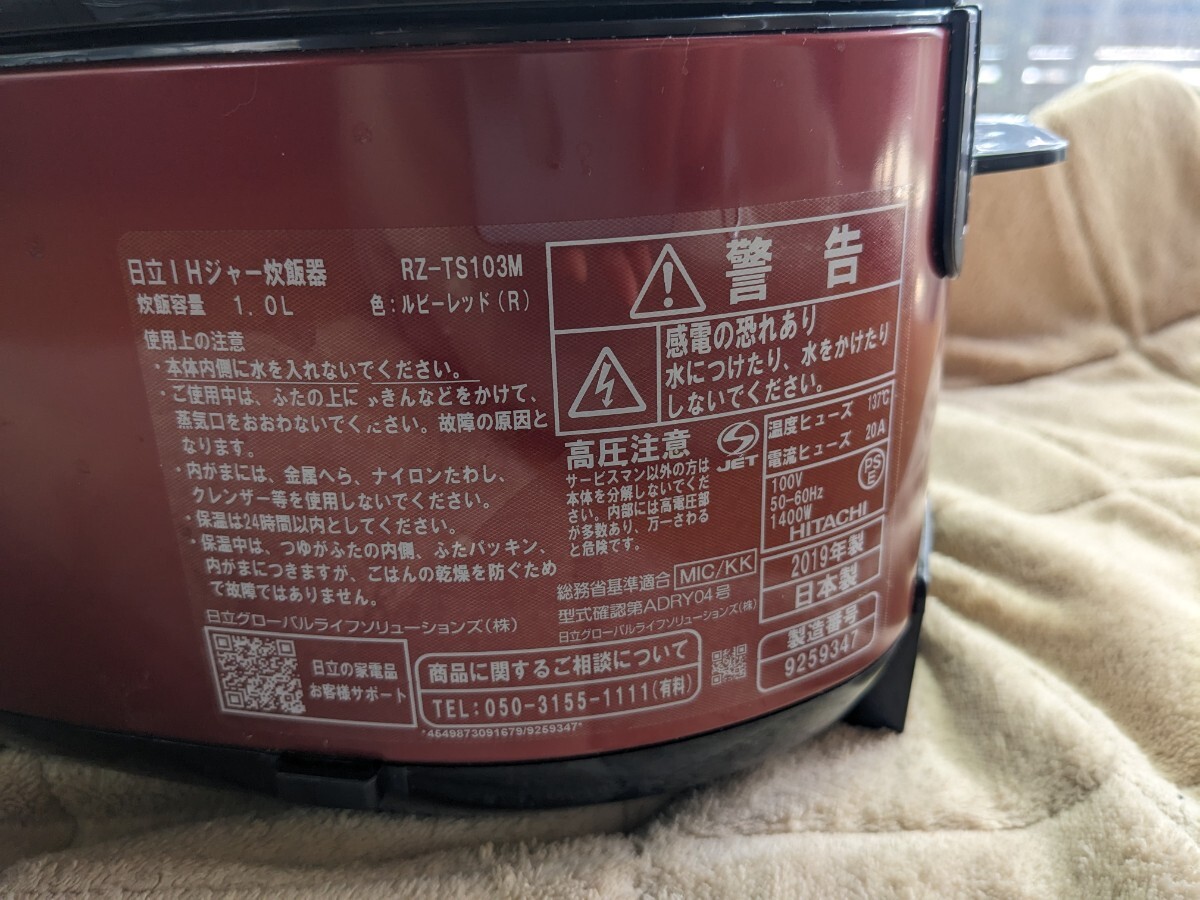 日立IHジャー炊飯器 RZ-TS103M
炊飯容量 1.0L 色:ルビーレッド(R)
使用上の注意
・本体内側に水を入れないでください。
・ご使用中は、ふたの上に きんなどをかけて、
蒸気口をおおわないでください。故障の原因と
なります。
・内がまには、金属へら、ナイロンたわし、
クレンザー等を使用しないでください。
・保温は24時間以内としてください。
・保温中は、つゆがふたの内側、ふたパッキン、
内がまにつきますが、ごはんの乾燥を防ぐため
で故障ではありません。
日立グローバルライフソリューションズ(株)
日立の家電品
お客様サポート
商品に関するご相談について
TEL:050-3155-1111(有料)
*4549873091679/9259347*
警告
感電の恐れあり
水につけたり、水をかけたり
しないでください。
高圧注意
サービスマン以外の方は
本体を分解しないでくだ
さい。内部には高電圧部
が多数あり、万一さわる
と危険です。
JET
温度ヒューズ 137℃
電流ヒューズ 20A
100V
50-60Hz
1400W
PSE
HITACHI
総務省基準適合 MIC/KK
型式確認第ADRY04号
日立グローバルライフソリューションズ(株)
2019年製
日本製
製造番号
9259347